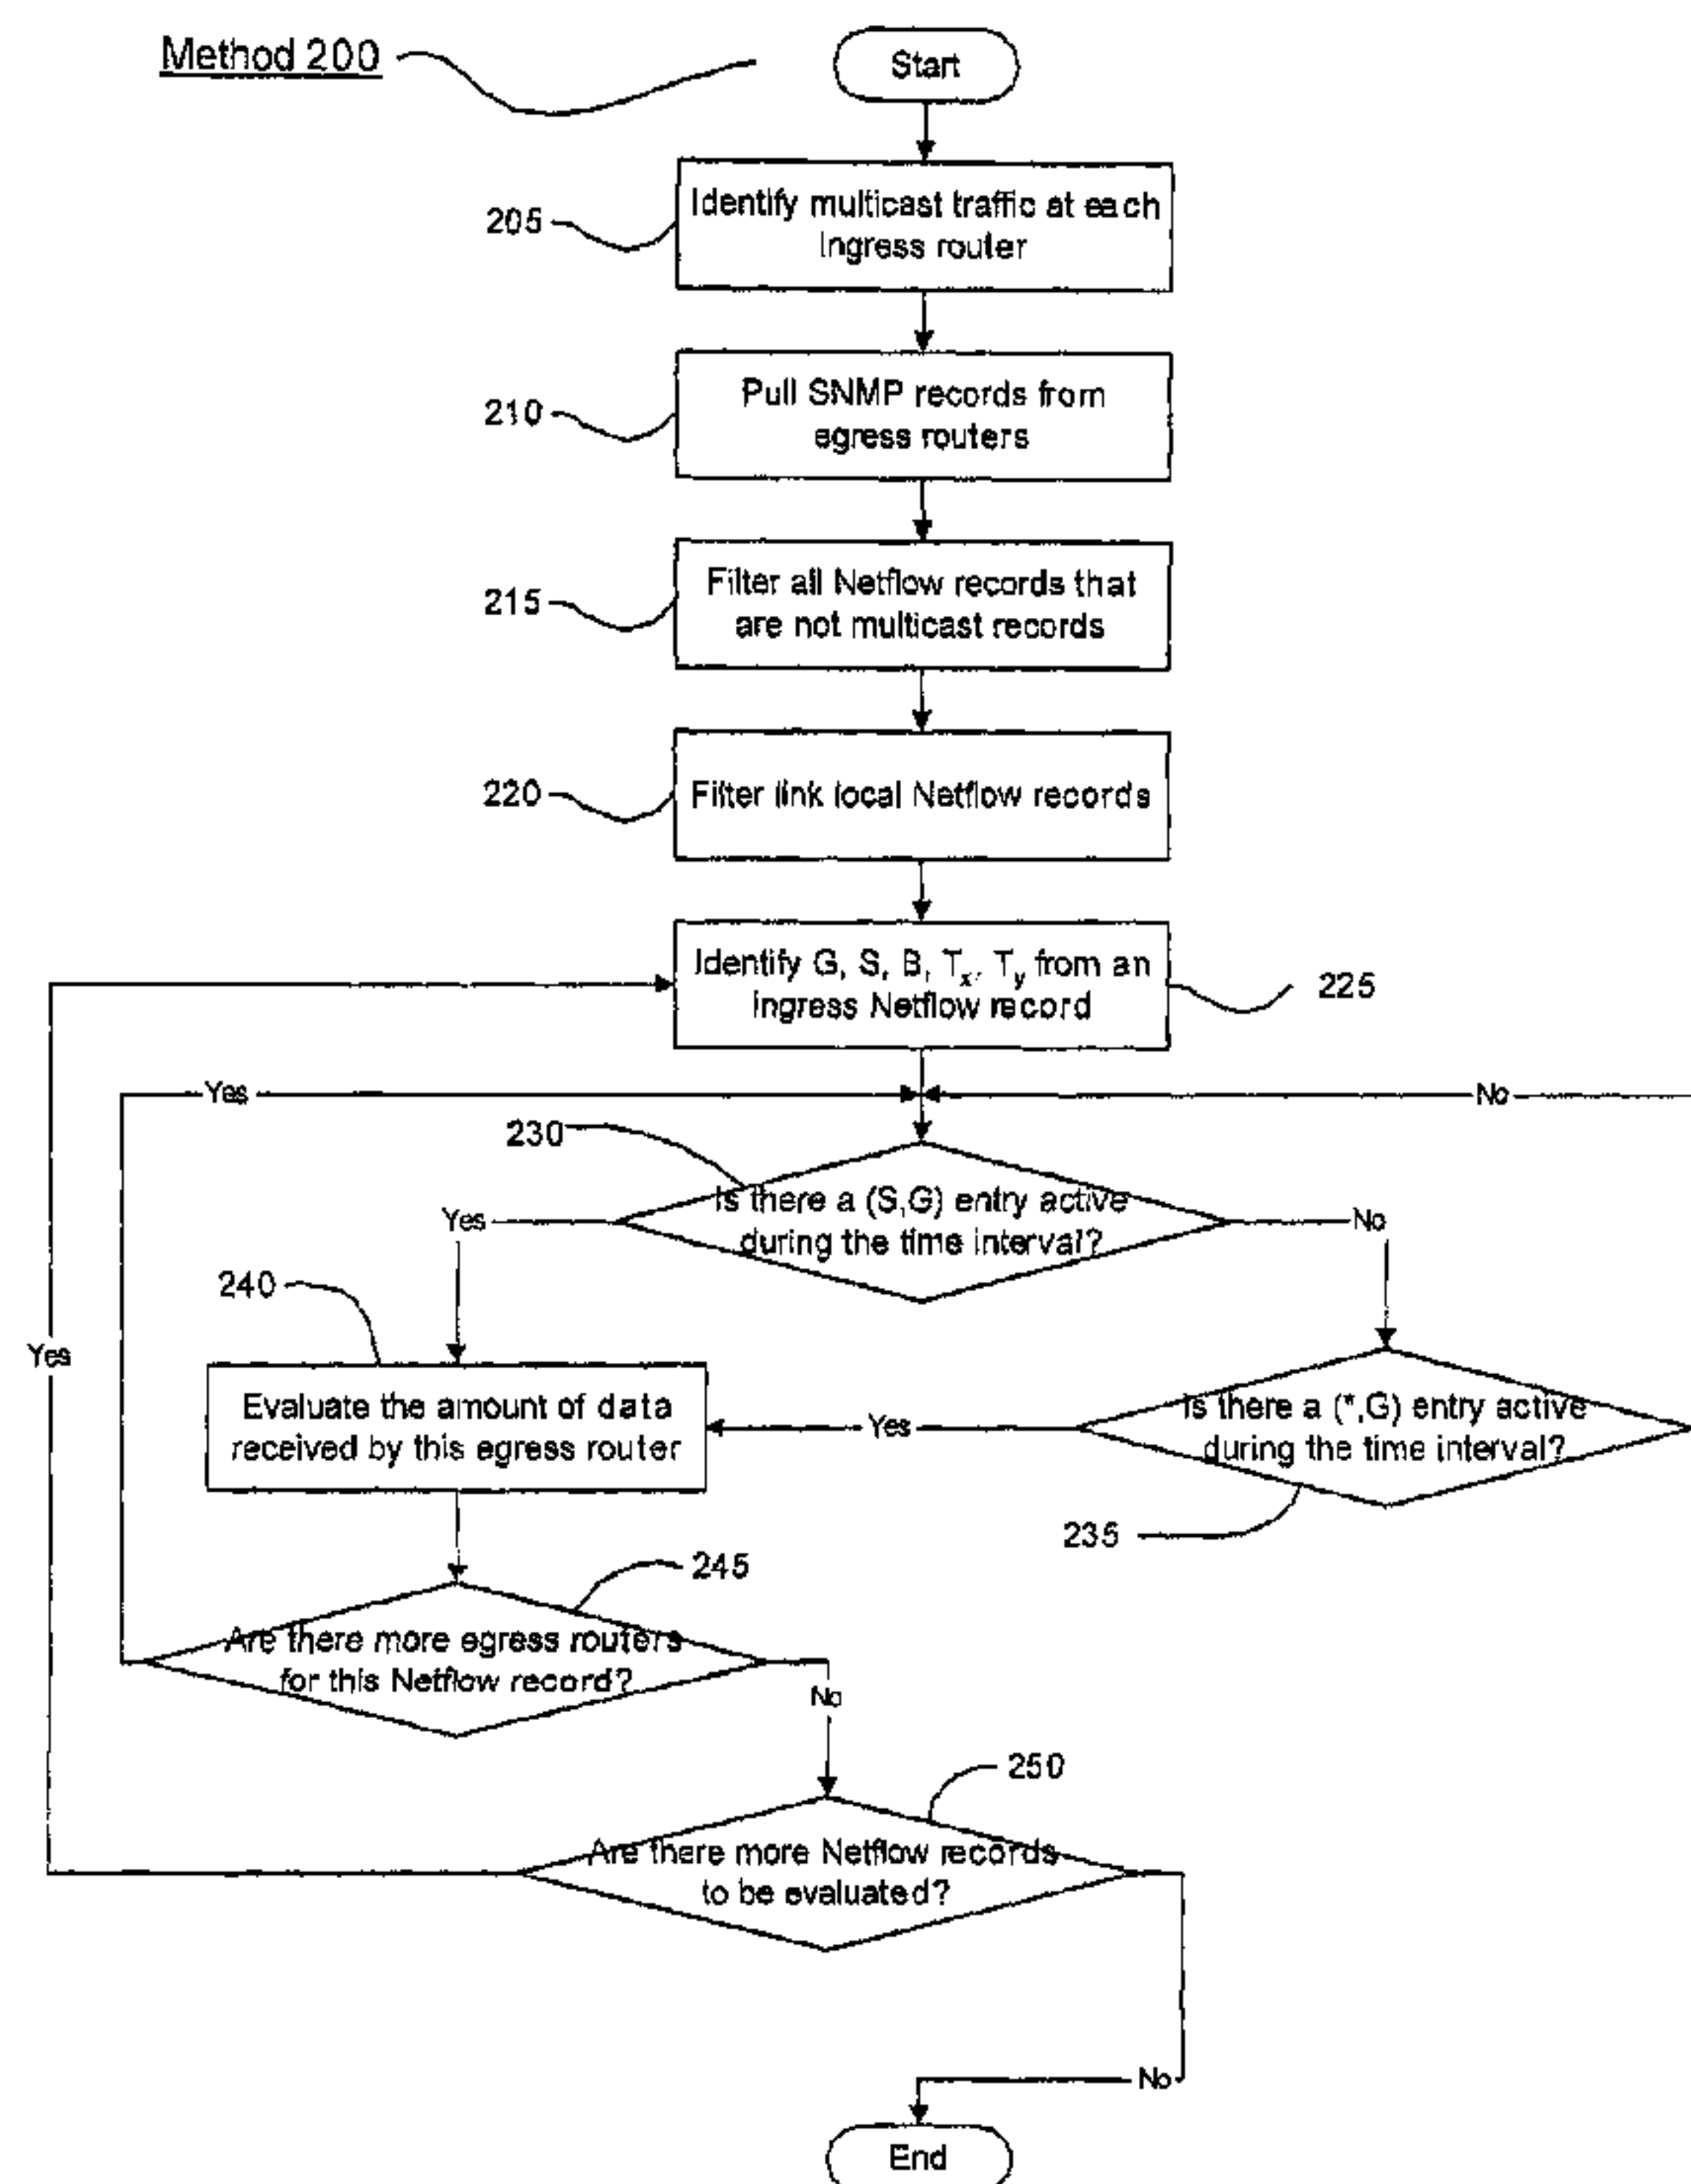 Method 200
Start
205
Identify multicast traffic at each
Ingress router
210
Pull SNMP records from
egress routers
215
Filter all Netflow records that
are not multicast records
220
Filter link local Netflow records
Identify G, S, B, Tx, Ty from an
ingress Netflow record
225
Yes
No
230
Is there a (S,G) entry active
during the time interval?
Yes
No
240
Yes
Evaluate the amount of data
received by this egress router
Yes
Is there a (*,G) entry active
during the time interval?
235
245
Are there more egress routers
for this Netflow record?
No
250
Are there more Netflow records
to be evaluated?
No
End